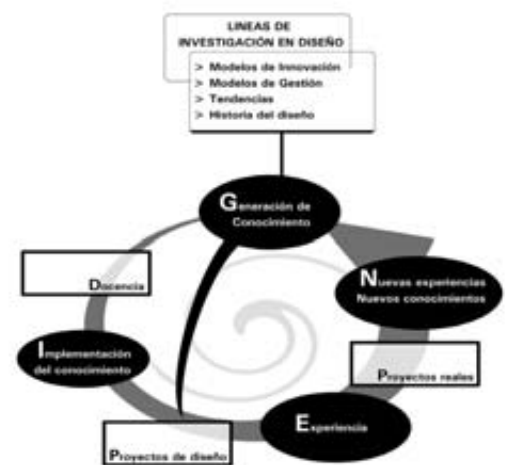 LINEAS DE
INVESTIGACIÓN EN DISEÑO
> Modelos de Innovación
> Modelos de Gestión
> Tendencias
> Historia del diseño
Generación de
Conocimiento
Docencia
Nuevas experiencias
Nuevos conocimientos
Implementación
del conocimiento
Proyectos reales
Experiencia
Proyectos de diseño